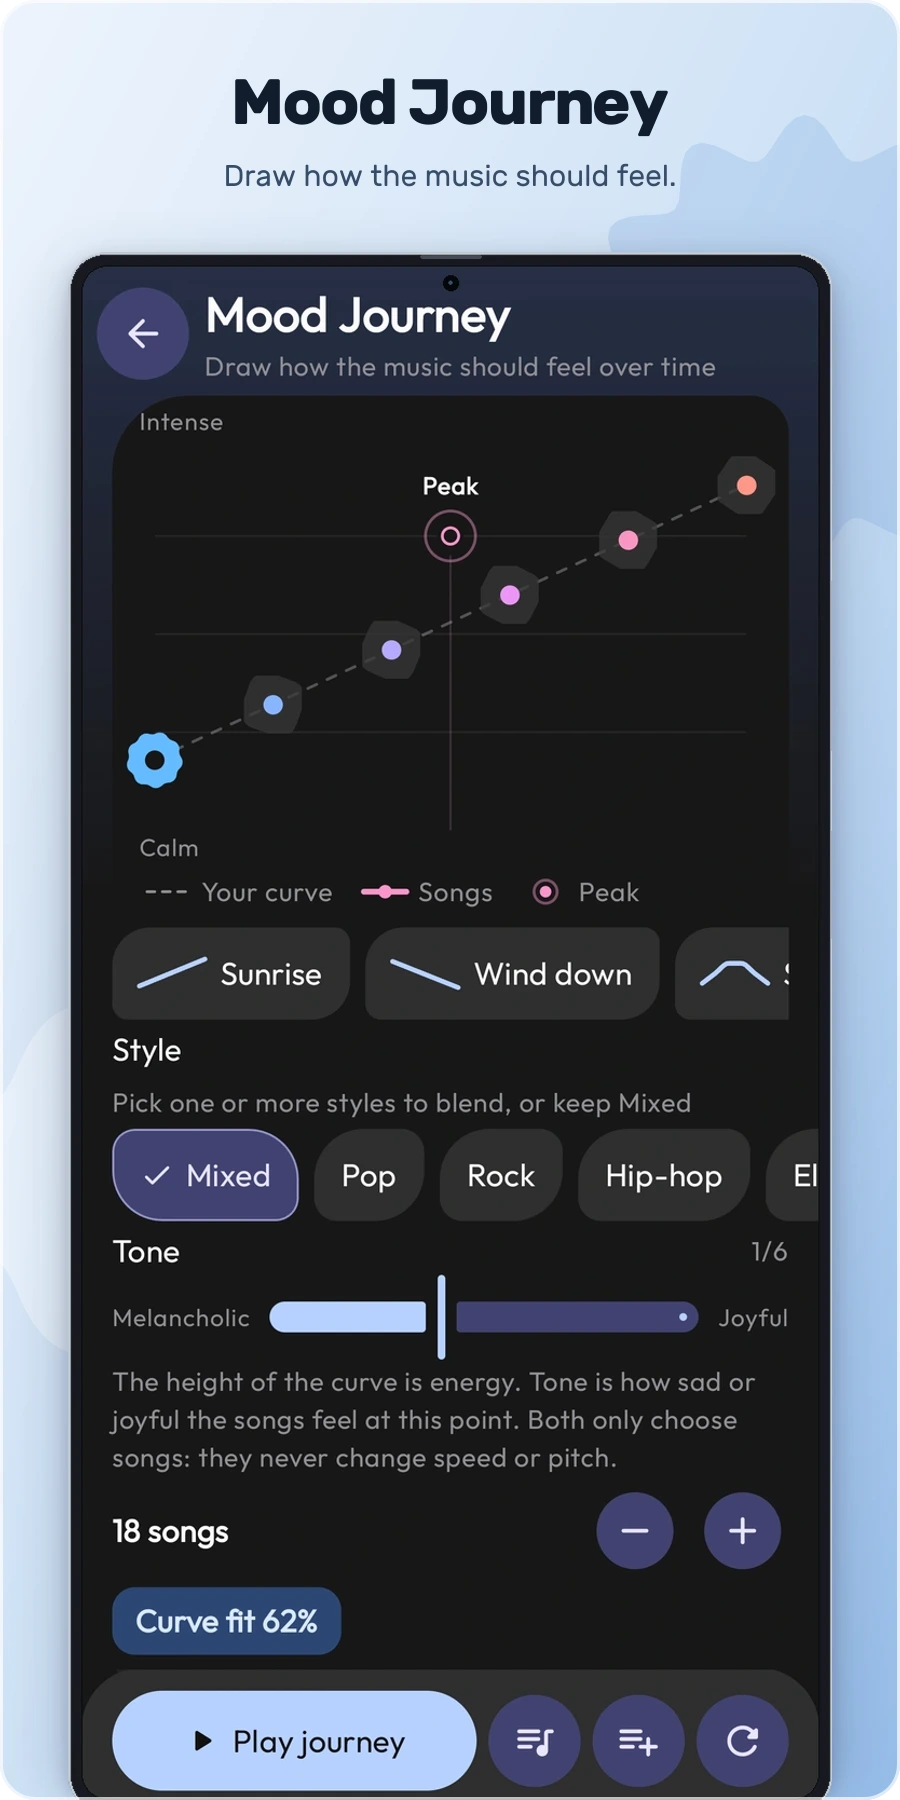 Mood Journey
Draw how the music should feel.
Mood Journey
Draw how the music should feel over time
Intense
Peak
Calm
Your curve
Songs
Peak
Sunrise
Wind down
Style
Pick one or more styles to blend, or keep Mixed
Mixed
Pop
Rock
Hip-hop
El
Tone
1/6
Melancholic
Joyful
The height of the curve is energy. Tone is how sad or
joyful the songs feel at this point. Both only choose
songs: they never change speed or pitch.
18 songs
Curve fit 62%
Play journey